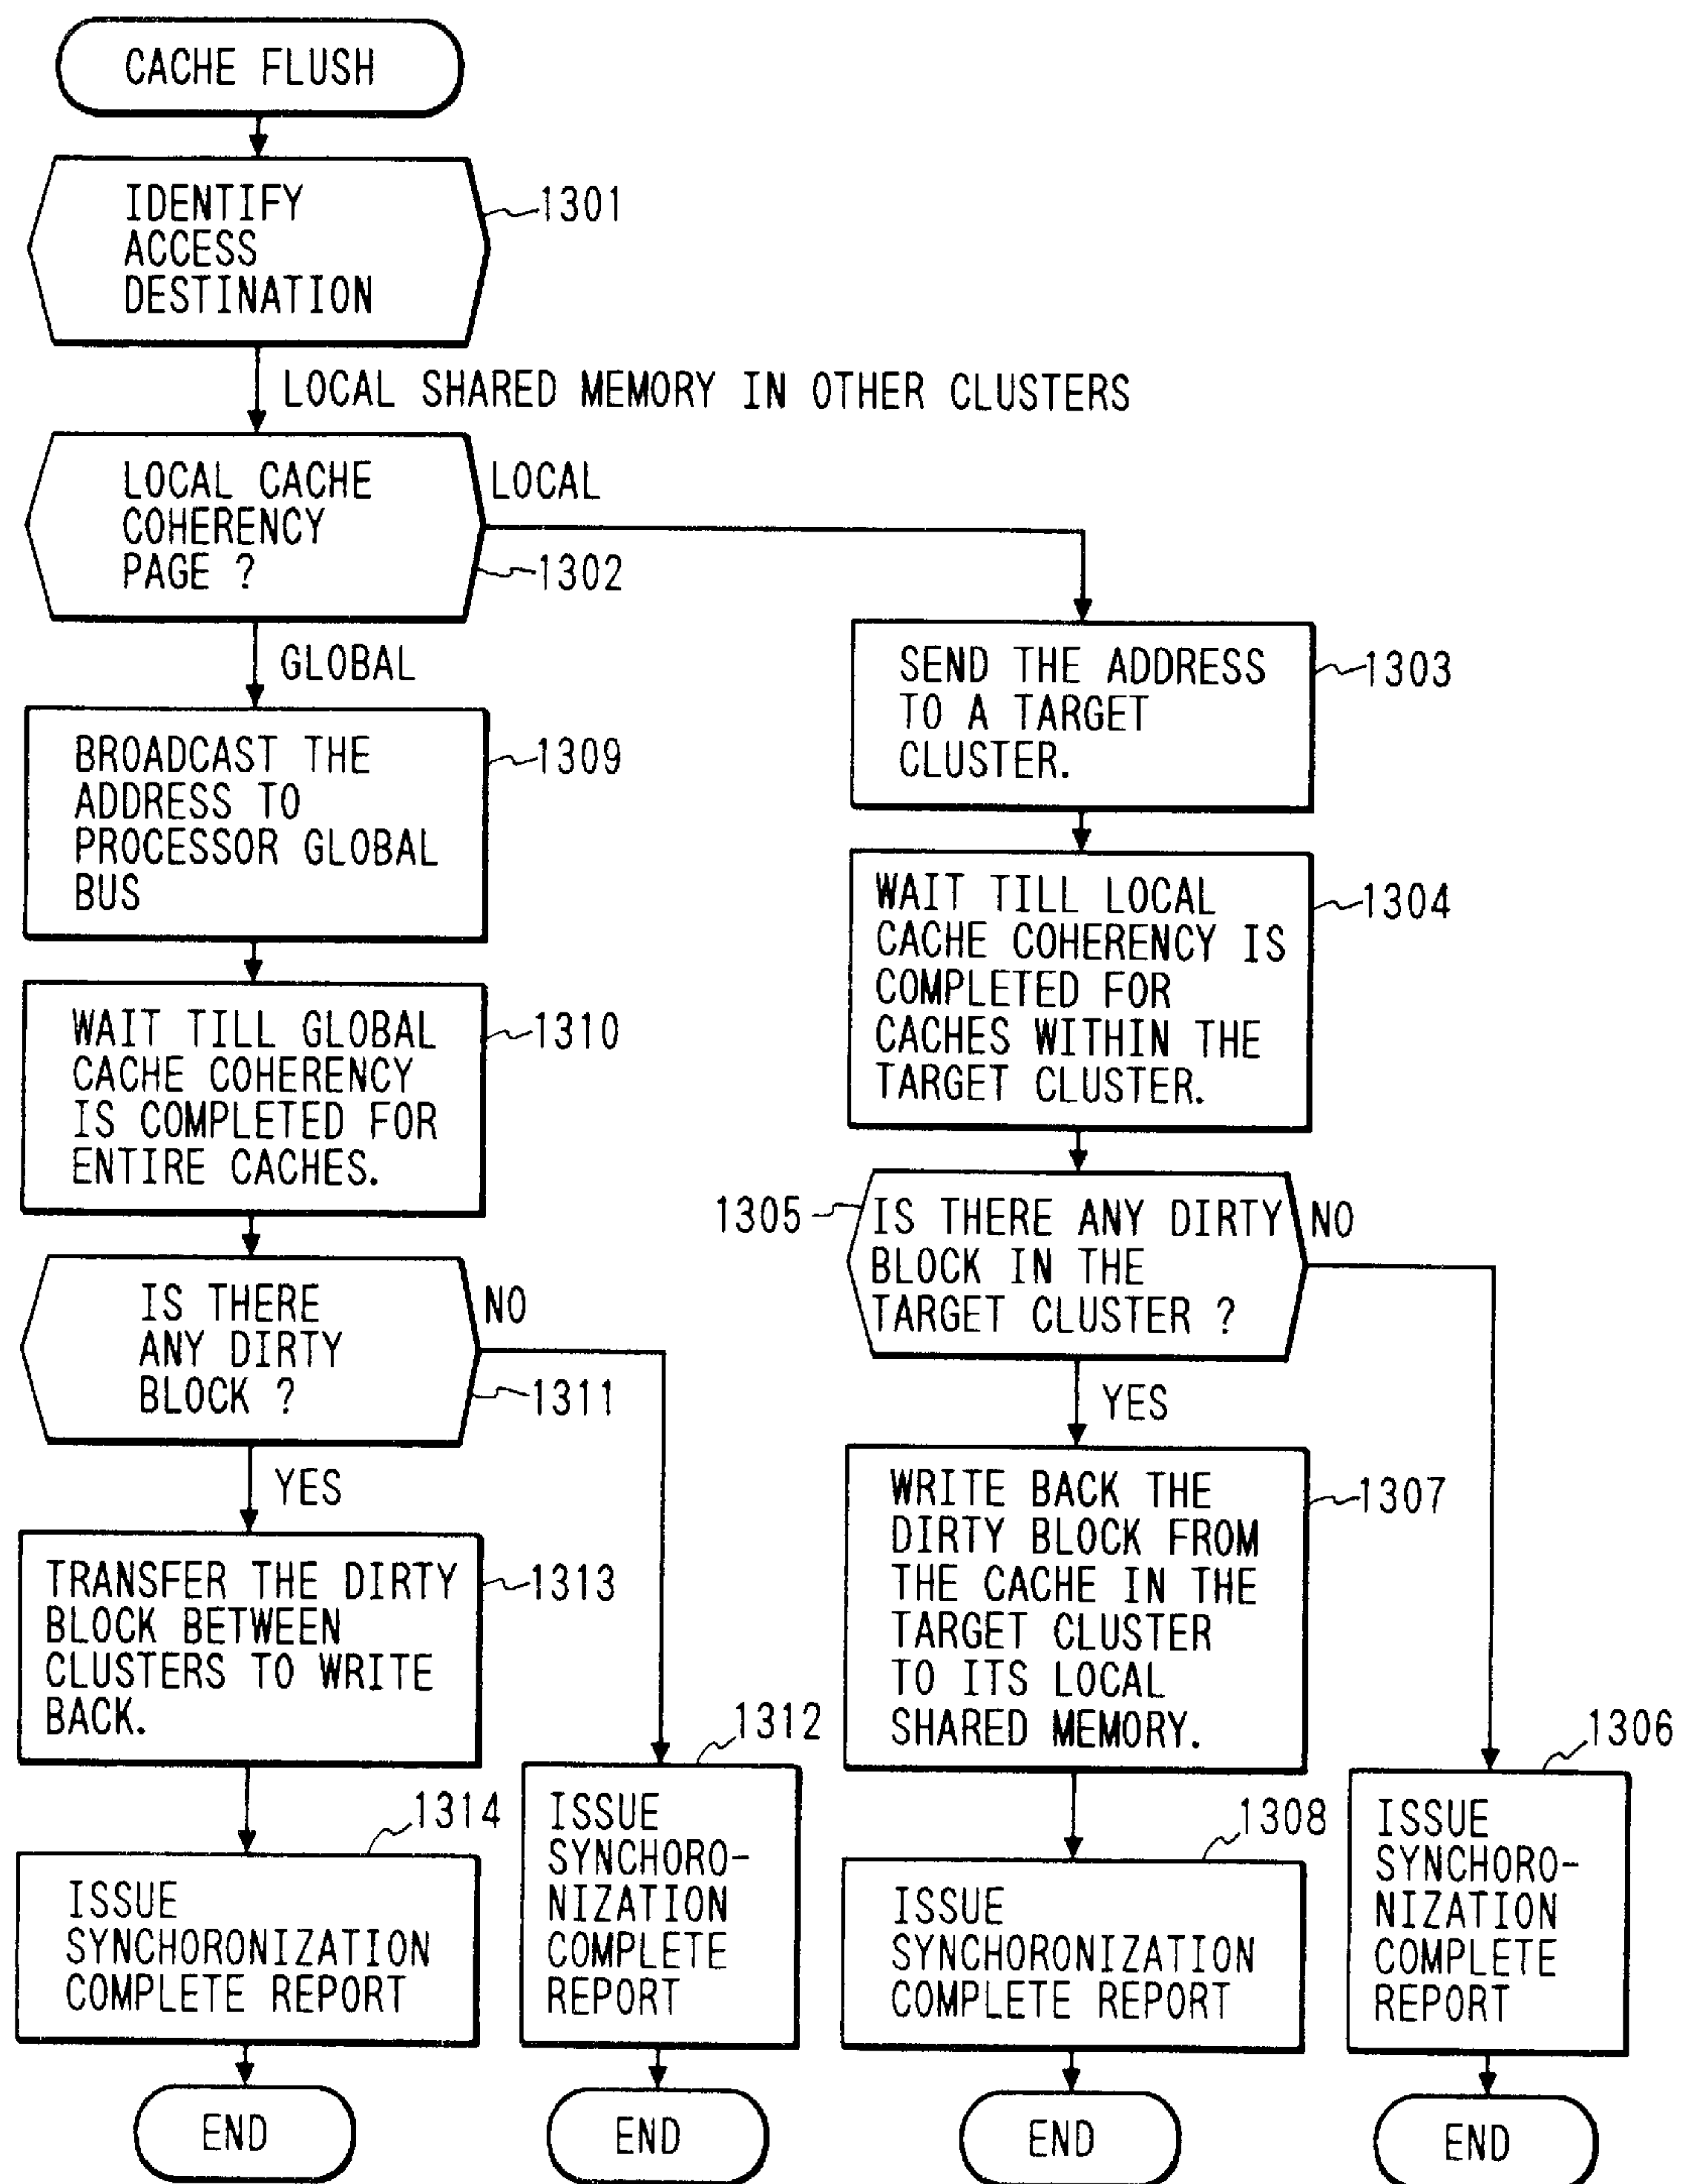 CACHE FLUSH
IDENTIFY
ACCESS
DESTINATION
1301
LOCAL SHARED MEMORY IN OTHER CLUSTERS
LOCAL CACHE
COHERENCY
PAGE ?
LOCAL
1302
GLOBAL
BROADCAST THE
ADDRESS TO
PROCESSOR GLOBAL
BUS
1309
WAIT TILL GLOBAL
CACHE COHERENCY
IS COMPLETED FOR
ENTIRE CACHES.
1310
IS THERE
ANY DIRTY
BLOCK ?
NO
1311
YES
TRANSFER THE DIRTY
BLOCK BETWEEN
CLUSTERS TO WRITE
BACK.
1313
1314
ISSUE
SYNCHORONIZATION
COMPLETE REPORT
END
1312
ISSUE
SYNCHORO-
NIZATION
COMPLETE
REPORT
END
SEND THE ADDRESS
TO A TARGET
CLUSTER.
1303
WAIT TILL LOCAL
CACHE COHERENCY IS
COMPLETED FOR
CACHES WITHIN THE
TARGET CLUSTER.
1304
1305
IS THERE ANY DIRTY
BLOCK IN THE
TARGET CLUSTER ?
NO
YES
WRITE BACK THE
DIRTY BLOCK FROM
THE CACHE IN THE
TARGET CLUSTER
TO ITS LOCAL
SHARED MEMORY.
1307
1308
ISSUE
SYNCHORONIZATION
COMPLETE REPORT
END
1306
ISSUE
SYNCHORO-
NIZATION
COMPLETE
REPORT
END